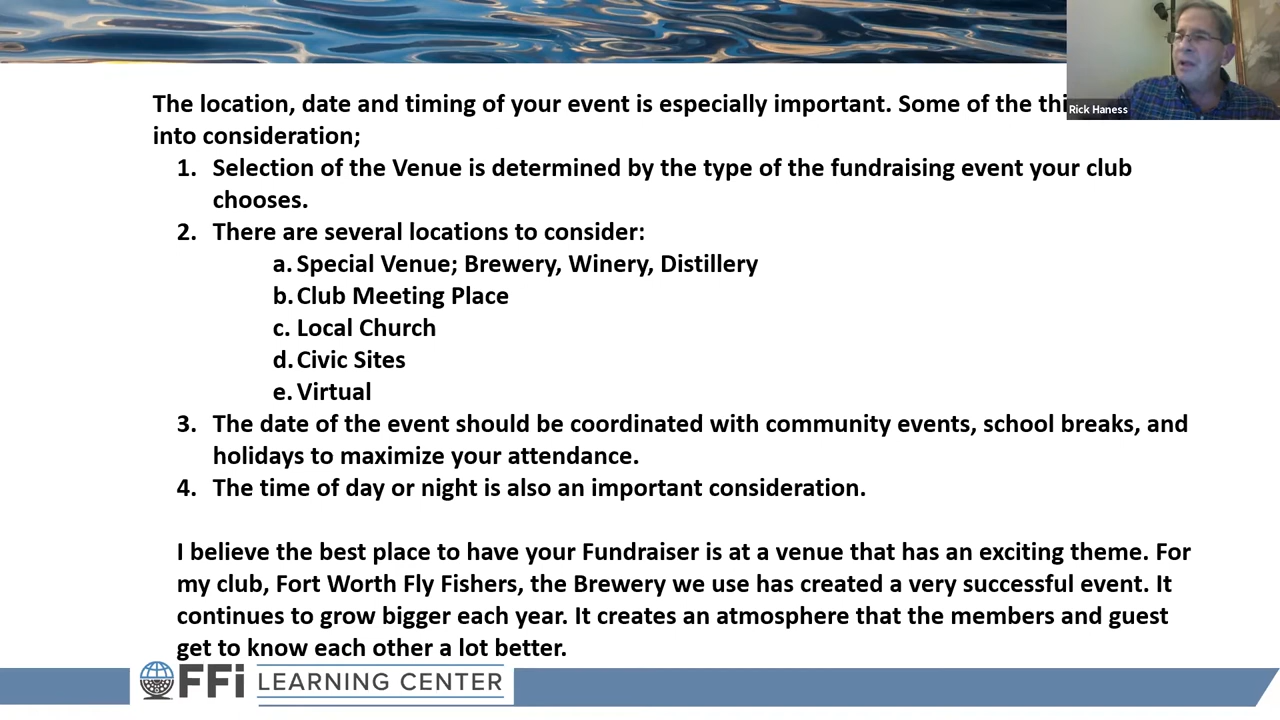 The location, date and timing of your event is especially important. Some of the
Rick Haness
into consideration;
1. Selection of the Venue is determined by the type of the fundraising event your club
chooses.
2. There are several locations to consider:
a. Special Venue; Brewery, Winery, Distillery
b. Club Meeting Place
c. Local Church
d. Civic Sites
e. Virtual
3. The date of the event should be coordinated with community events, school breaks, and
holidays to maximize your attendance.
4. The time of day or night is also an important consideration.
I believe the best place to have your Fundraiser is at a venue that has an exciting theme. For
my club, Fort Worth Fly Fishers, the Brewery we use has created a very successful event. It
continues to grow bigger each year. It creates an atmosphere that the members and guest
get to know each other a lot better.
FFi LEARNING CENTER